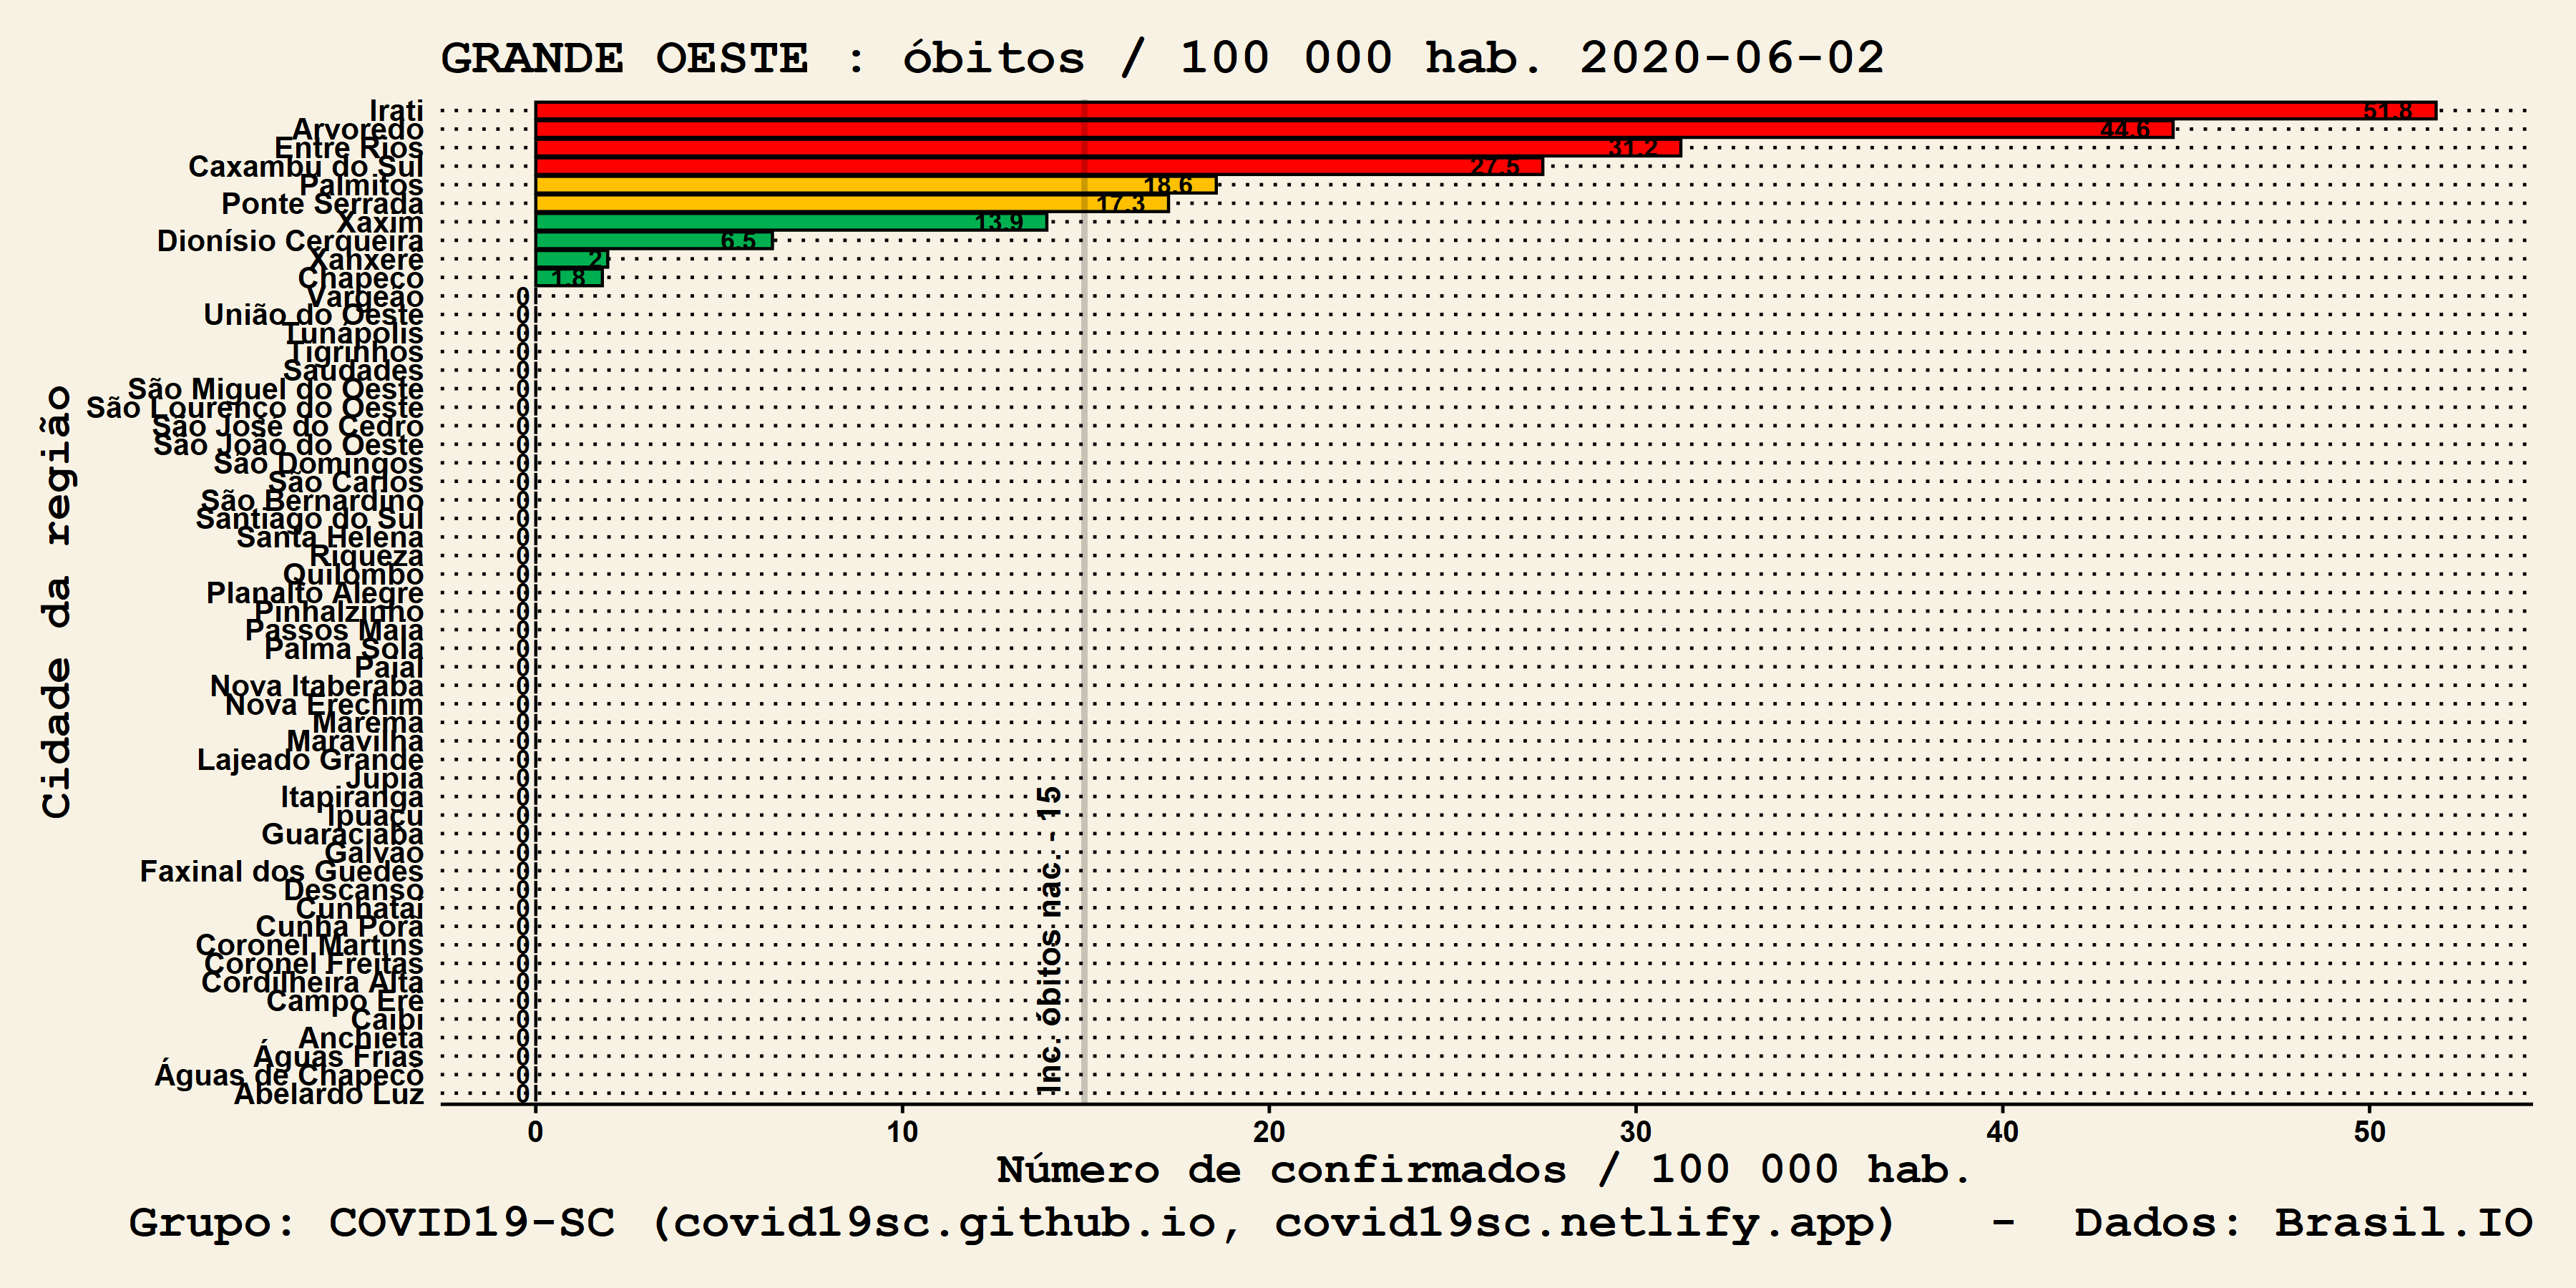 GRANDE OESTE : óbitos / 100 000 hab. 2020-06-02
Irati 51.8
Arvoredo 44.6
Entre Rios 31.2
Caxambu do Sul 27.5
Palmitos 18.6
Ponte Serrada 17.3
Xaxim 13.9
Dionísio Cerqueira 6.5
Xanxerê 2
Chapecó 1.8
Vargeão 0
União do Oeste 0
Tunápolis 0
Tigrinhos 0
Saudades 0
São Miguel do Oeste 0
São Lourenço do Oeste 0
São José do Cedro 0
São João do Oeste 0
São Domingos 0
São Carlos 0
São Bernardino 0
Santiago do Sul 0
Santa Helena 0
Riqueza 0
Quilombo 0
Planalto Alegre 0
Pinhalzinho 0
Passos Maia 0
Palma Sola 0
Paial 0
Nova Itaberaba 0
Nova Erechim 0
Marema 0
Maravilha 0
Lajeado Grande 0
Jupiá 0
Itapiranga 0
Ipuaçu 0
Guaraciaba 0
Galvão 0
Faxinal dos Guedes 0
Descanso 0
Cunhataí 0
Cunha Porã 0
Coronel Martins 0
Coronel Freitas 0
Cordilheira Alta 0
Campo Erê 0
Caibi 0
Anchieta 0
Águas Frias 0
Águas de Chapecó 0
Abelardo Luz 0
Cidade da região
Inc. óbitos nac. - 15
0 10 20 30 40 50
Número de confirmados / 100 000 hab.
Grupo: COVID19-SC (covid19sc.github.io, covid19sc.netlify.app) - Dados: Brasil.IO